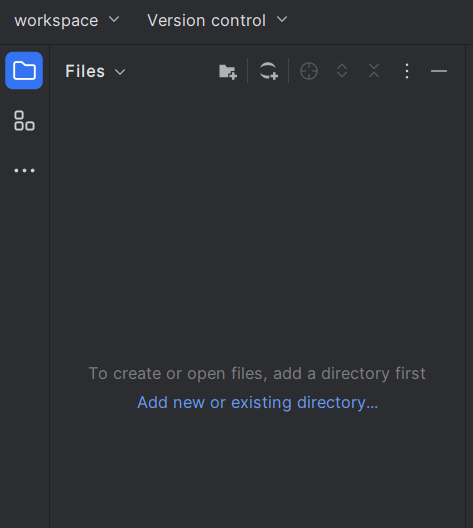 workspace
Version control
Files
To create or open files, add a directory first
Add new or existing directory...